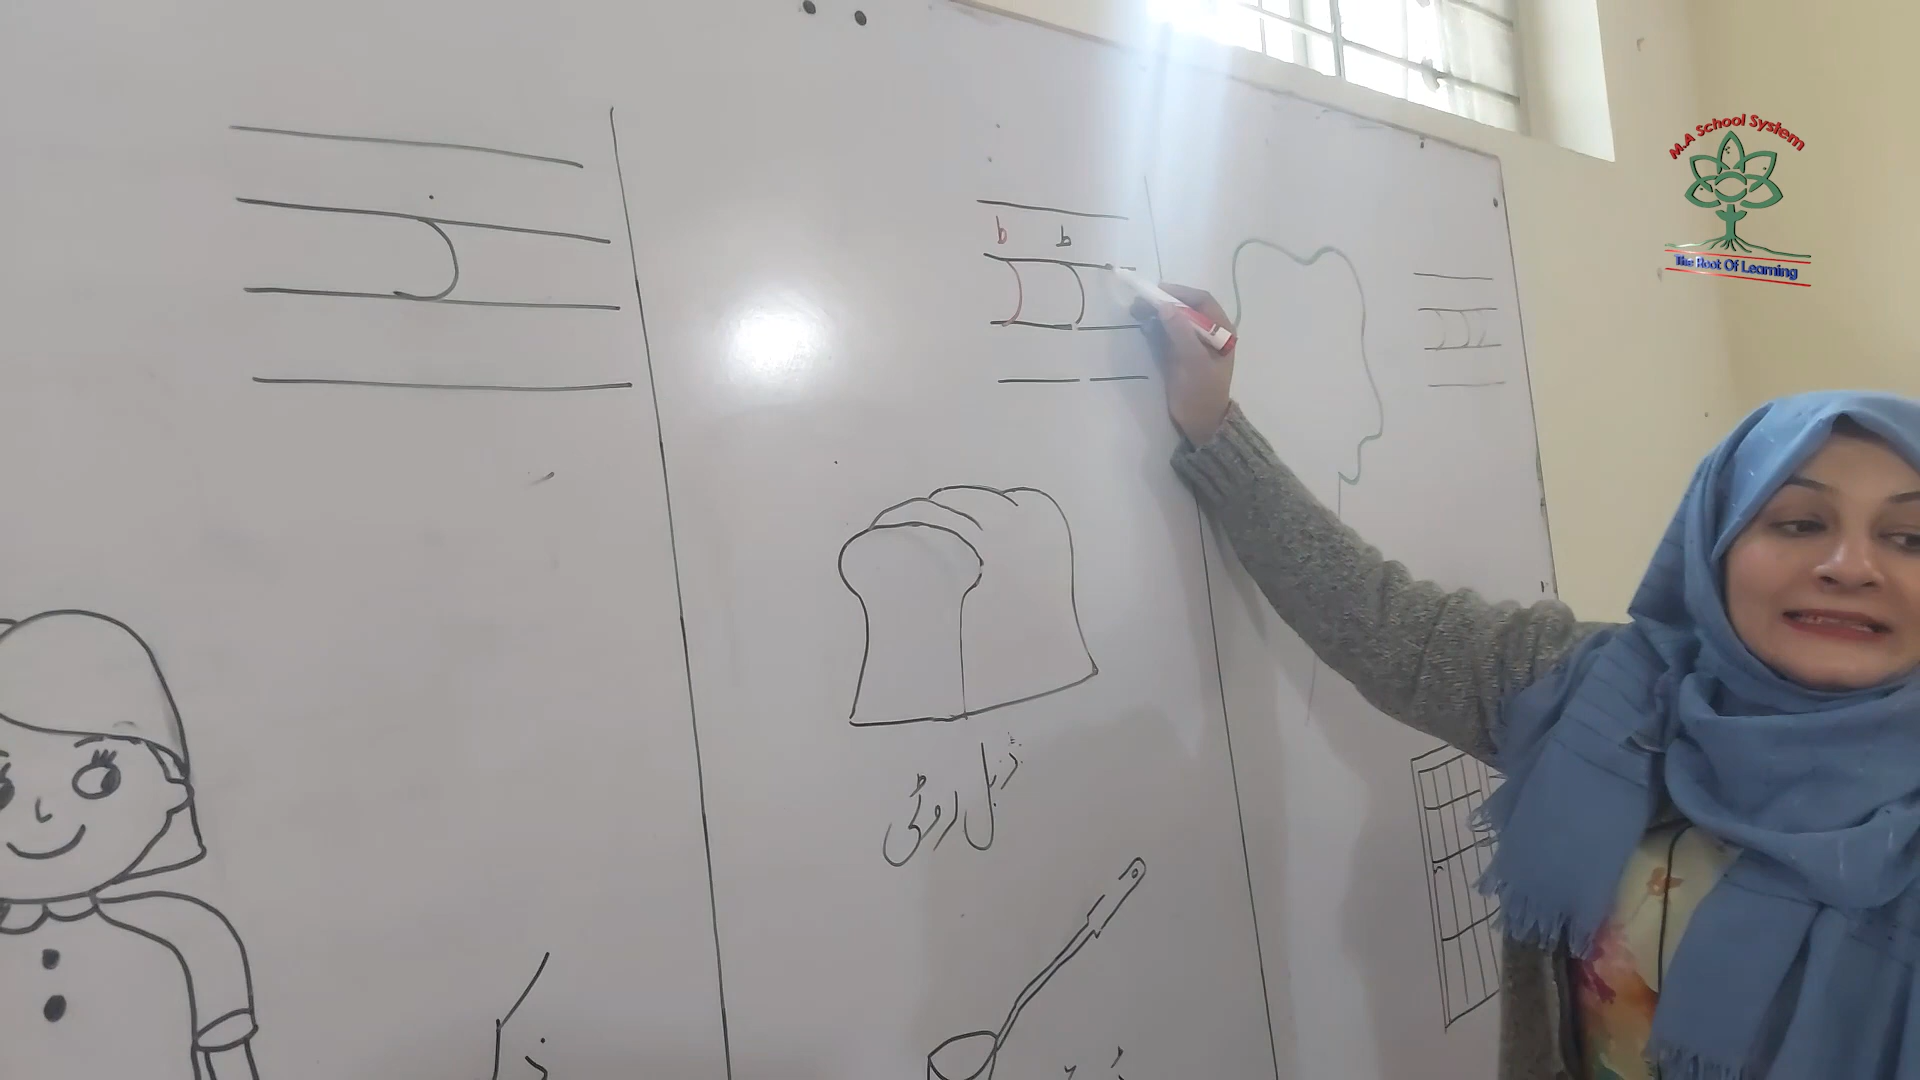 M.A School System
The Root Of Learning
ڈ ڈ
ذ
ڈبل روٹی